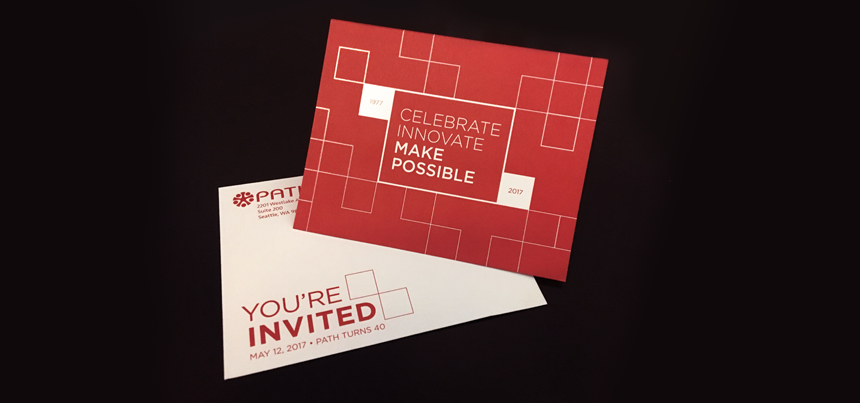 1977
CELEBRATE
INNOVATE
MAKE
POSSIBLE
2017
2201 Westlake
Suite 200
Seattle, WA
YOU'RE
INVITED
MAY 12, 2017 • PATH TURNS 40